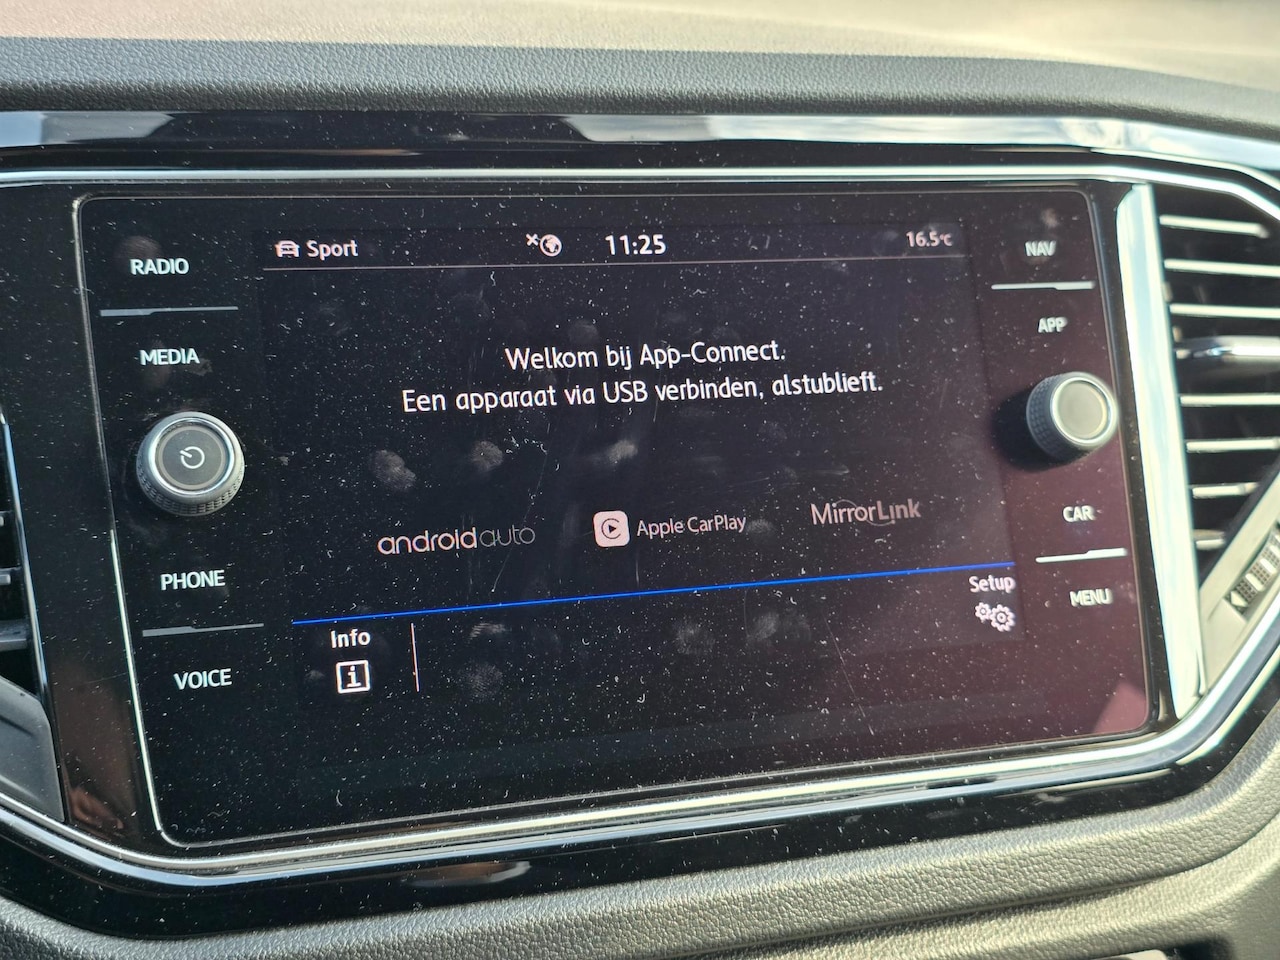 RADIO
MEDIA
PHONE
VOICE
Sport
11:25
16.5°C
Welkom bij App-Connect.
Een apparaat via USB verbinden, alstublieft.
androidauto
Apple CarPlay
MirrorLink
Info
Setup
NAV
APP
CAR
MENU